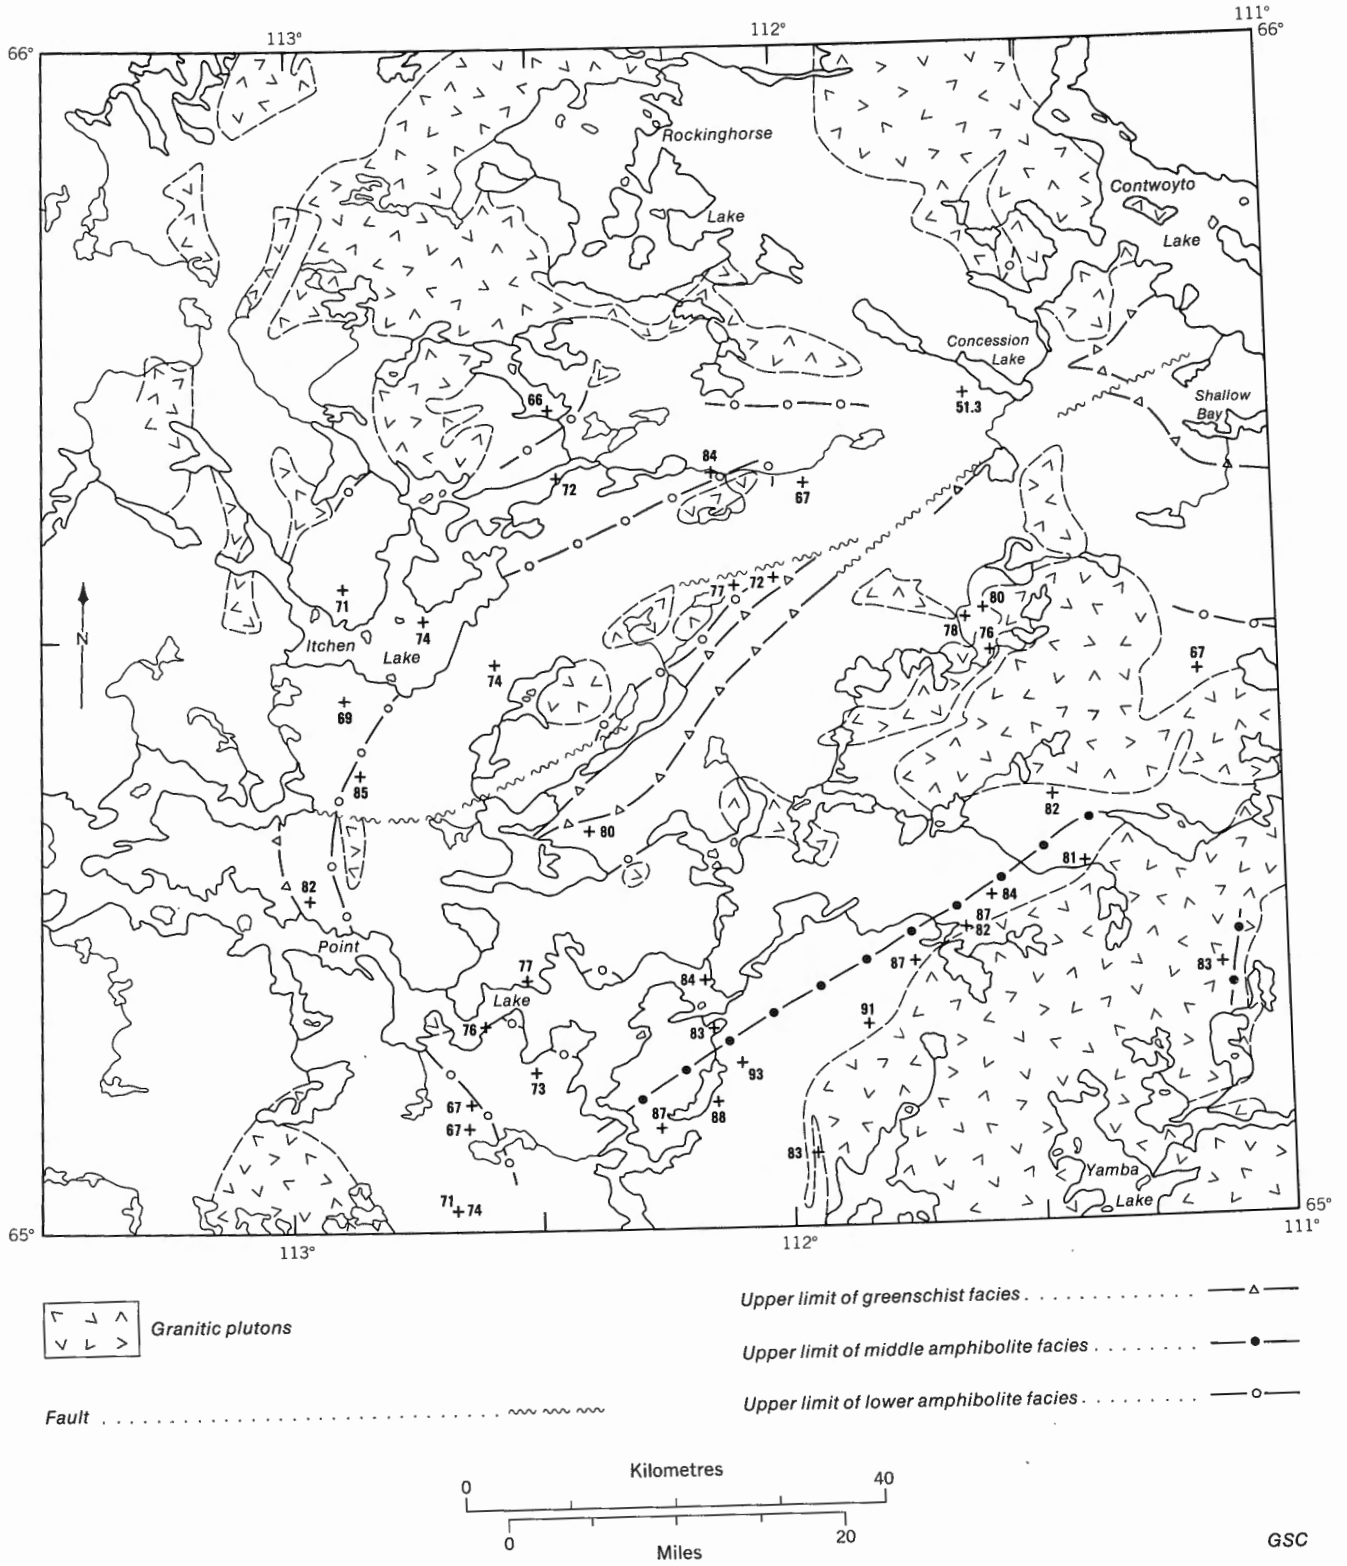 113°
112°
111°
66°
66°
Rockinghorse
Lake
Contwoyto
Lake
Concession
Lake
Shallow
Bay
51.3
66
84
72
67
77
72
80
78
76
67
71
74
Itchen
Lake
74
N
69
85
82
80
81
82
84
87
82
87
83
Point
77
Lake
84
76
83
91
93
73
67
67
87
88
83
71
74
Yamba
Lake
65°
65°
113°
112°
111°
Granitic plutons
Fault
Upper limit of greenschist facies
Upper limit of middle amphibolite facies
Upper limit of lower amphibolite facies
Kilometres
0
40
0
20
Miles
GSC